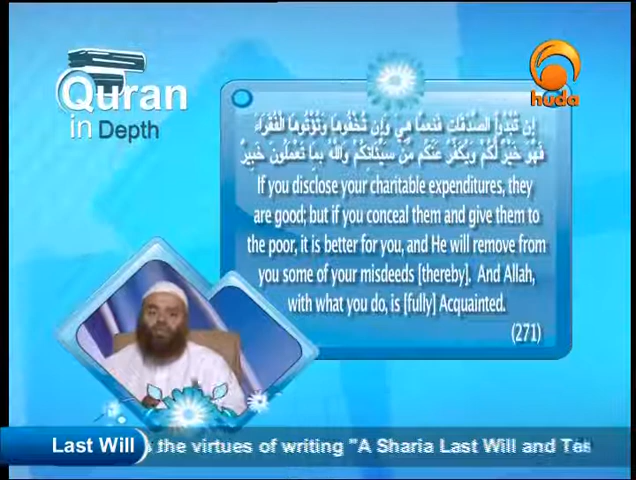 Quran
in Depth
huda
إِن تُبْدُوا الصَّدَقَاتِ فَنِعِمَّا هِيَ وَإِن تُخْفُوهَا وَتُؤْتُوهَا الْفُقَرَاءَ
فَهُوَ خَيْرٌ لَّكُمْ وَيُكَفِّرُ عَنكُم مِّن سَيِّئَاتِكُمْ وَاللَّهُ بِمَا تَعْمَلُونَ خَبِيرٌ
If you disclose your charitable expenditures, they
are good; but if you conceal them and give them to
the poor, it is better for you, and He will remove from
you some of your misdeeds [thereby]. And Allah,
with what you do, is [fully] Acquainted.
(271)
Last Will
the virtues of writing "A Sharia Last Will and Tes